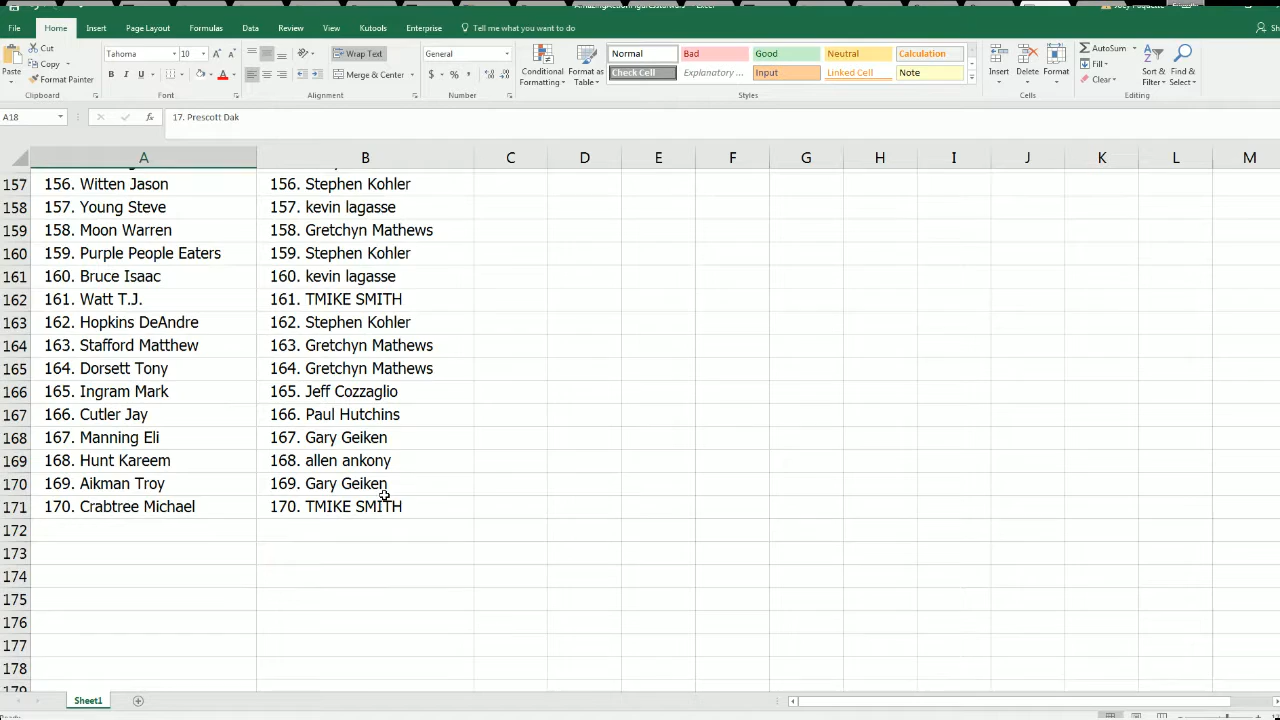 File Home Insert Page Layout Formulas Data Review View Kutools Enterprise Tell me what you want to do
Cut
Copy
Format Painter
Paste
Clipboard
Tahoma 10
B I U
Font
Wrap Text
Merge & Center
Alignment
General
$ % ,
Number
Conditional Formatting
Format as Table
Normal Bad Good Neutral Calculation
Check Cell Explanatory ... Input Linked Cell Note
Styles
Insert Delete Format
Cells
AutoSum
Fill
Clear
Sort & Filter
Find & Select
Editing
A18 fx 17. Prescott Dak
A B C D E F G H I J K L M
157 156. Witten Jason 156. Stephen Kohler
158 157. Young Steve 157. kevin lagasse
159 158. Moon Warren 158. Gretchyn Mathews
160 159. Purple People Eaters 159. Stephen Kohler
161 160. Bruce Isaac 160. kevin lagasse
162 161. Watt T.J. 161. TMIKE SMITH
163 162. Hopkins DeAndre 162. Stephen Kohler
164 163. Stafford Matthew 163. Gretchyn Mathews
165 164. Dorsett Tony 164. Gretchyn Mathews
166 165. Ingram Mark 165. Jeff Cozzaglio
167 166. Cutler Jay 166. Paul Hutchins
168 167. Manning Eli 167. Gary Geiken
169 168. Hunt Kareem 168. allen ankony
170 169. Aikman Troy 169. Gary Geiken
171 170. Crabtree Michael 170. TMIKE SMITH
172
173
174
175
176
177
178
179
Sheet1